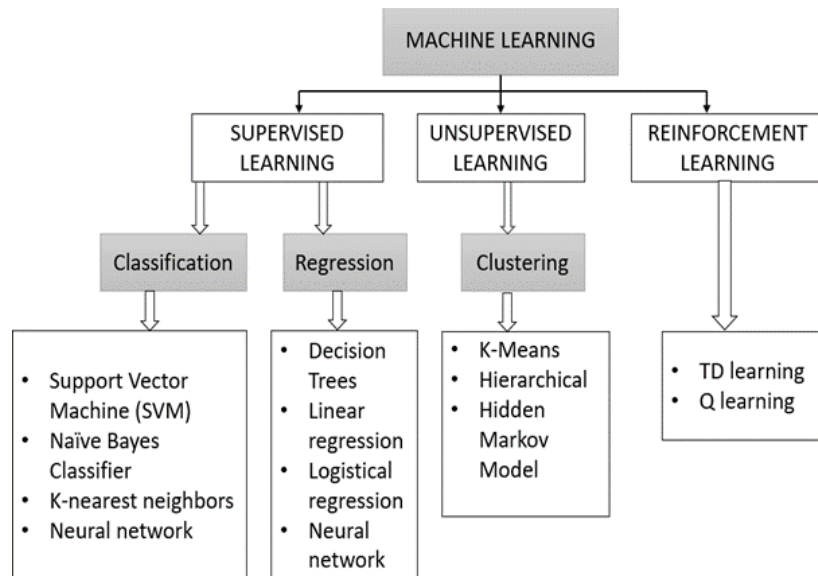 MACHINE LEARNING
SUPERVISED
LEARNING
UNSUPERVISED
LEARNING
REINFORCEMENT
LEARNING
Classification
Regression
Clustering
• Support Vector
Machine (SVM)
• Naïve Bayes
Classifier
• K-nearest neighbors
• Neural network
• Decision
Trees
• Linear
regression
• Logistical
regression
• Neural
network
• K-Means
• Hierarchical
• Hidden
Markov
Model
• TD learning
• Q learning